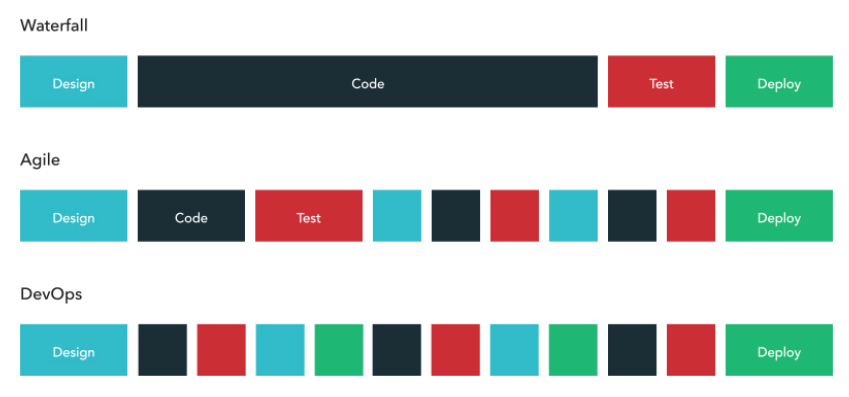 Waterfall
Design Code Test Deploy
Agile
Design Code Test Deploy
DevOps
Design Deploy